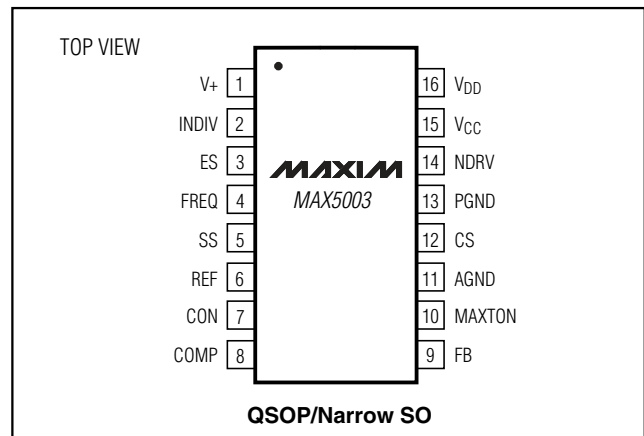 TOP VIEW
V+ 1 16 VDD
INDIV 2 15 VCC
ES 3 14 NDRV
MAXIM
FREQ 4 MAX5003 13 PGND
SS 5 12 CS
REF 6 11 AGND
CON 7 10 MAXTON
COMP 8 9 FB
QSOP/Narrow SO